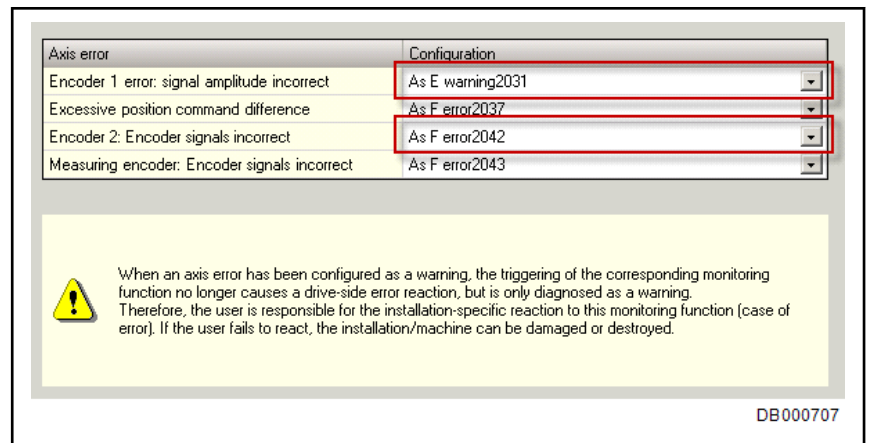 Axis error Configuration
Encoder 1 error: signal amplitude incorrect As E warning2031
Excessive position command difference As F error2037
Encoder 2: Encoder signals incorrect As F error2042
Measuring encoder: Encoder signals incorrect As F error2043
When an axis error has been configured as a warning, the triggering of the corresponding monitoring
function no longer causes a drive-side error reaction, but is only diagnosed as a warning.
Therefore, the user is responsible for the installation-specific reaction to this monitoring function (case of
error). If the user fails to react, the installation/machine can be damaged or destroyed.
DB000707